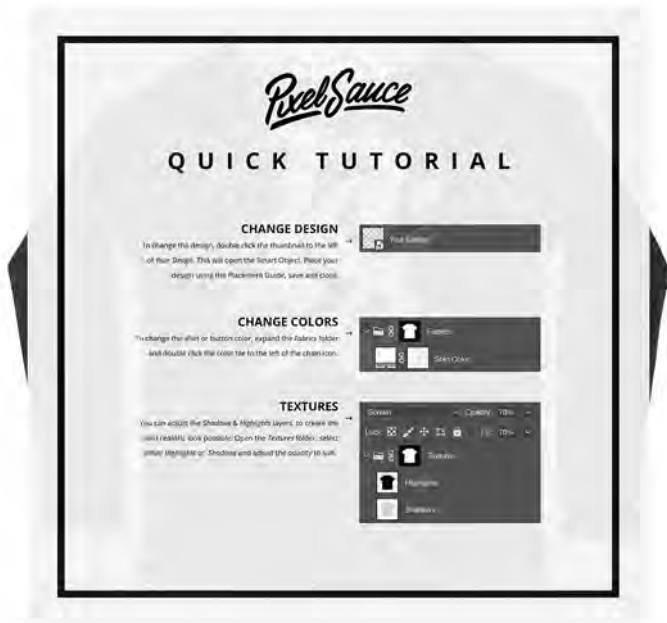 PixelSauce
QUICK TUTORIAL
CHANGE DESIGN
To change the design, double click the thumbnail to the left
of Your Design. This will open the Smart Object. Place your
design using the Placement Guide, save and close.
Your Design
CHANGE COLORS
To change the shirt or button color, expand the Fabrics folder
and double click the color tile to the left of the chain icon.
Fabrics
Shirt Color
TEXTURES
You can adjust the Shadows & Highlights layers, to create the
most realistic look possible. Open the Textures folder, select
either Highlights or Shadows and adjust the opacity to suit.
Screen
Opacity: 70%
Lock:
Fill: 70%
Textures
Highlights
Shadows